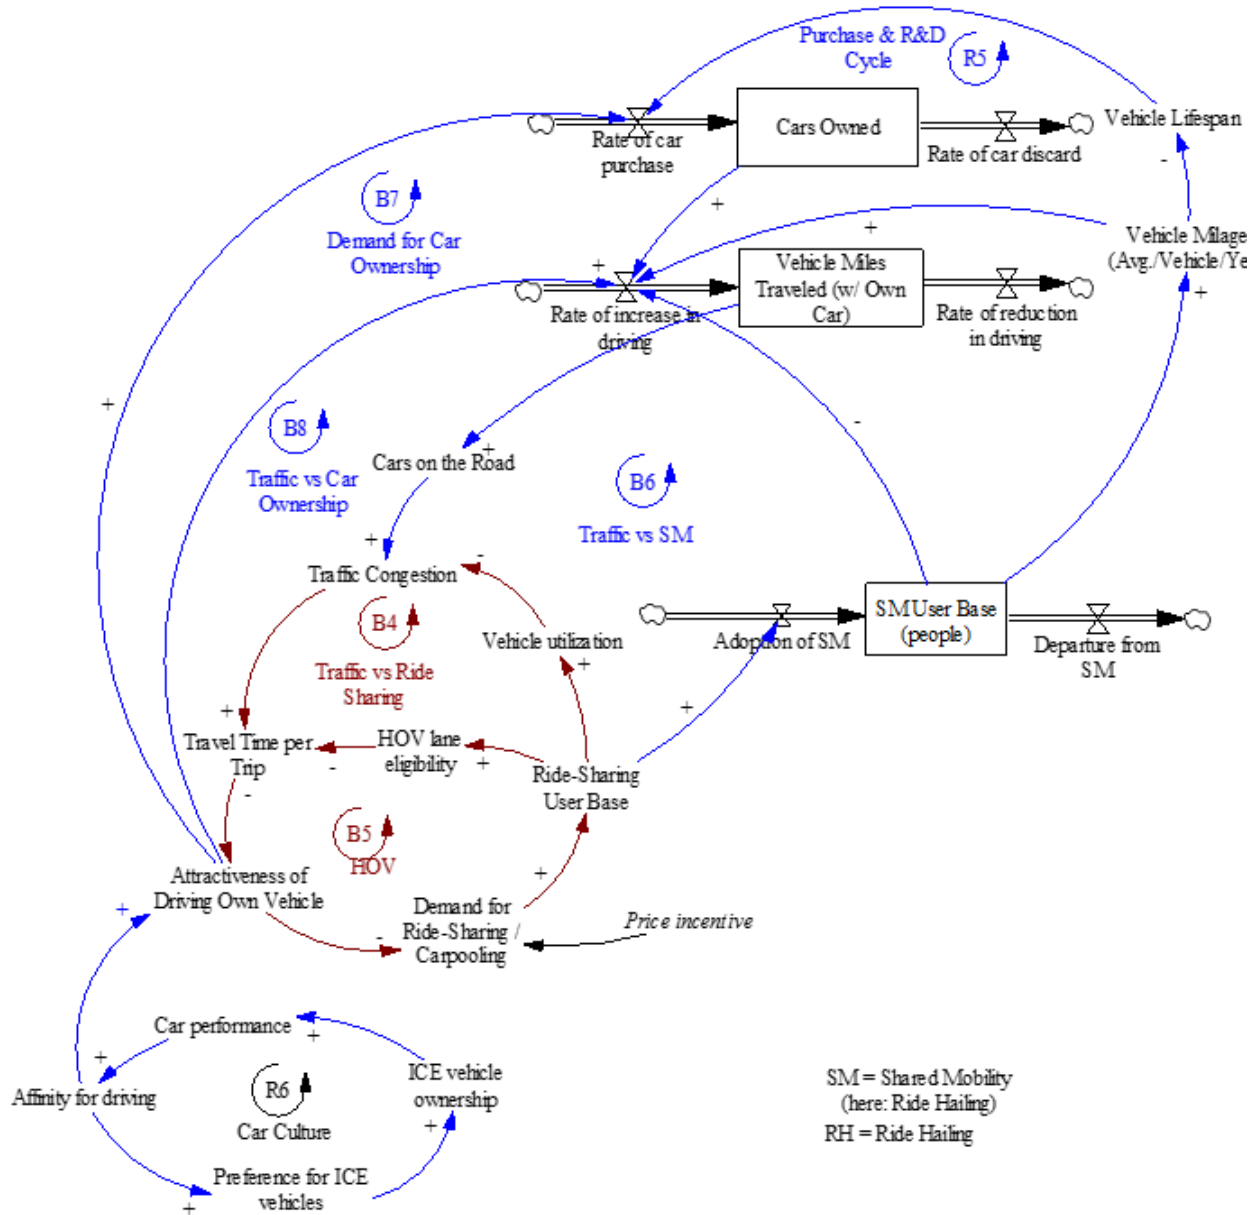 Purchase & R&D
Cycle
R5
Cars Owned
Vehicle Lifespan
Rate of car
purchase
Rate of car discard
-
B7
+
Demand for Car
Ownership
+
Vehicle Milage
(Avg./Vehicle/Ye
+
Vehicle Miles
Traveled (w/ Own
Car)
+
Rate of increase in
driving
Rate of reduction
in driving
+
B8
-
Traffic vs Car
Ownership
Cars on the Road
+
B6
Traffic vs SM
+
-
Traffic Congestion
B4
Traffic vs Ride
Sharing
Vehicle utilization
+
Adoption of SM
SM User Base
(people)
Departure from
SM
+
+
Travel Time per
Trip
-
HOV lane
eligibility
+
Ride-Sharing
User Base
-
B5
HOV
+
Attractiveness of
Driving Own Vehicle
+
-
Demand for
Ride-Sharing /
Carpooling
Price incentive
Car performance
+
+
Affinity for driving
R6
Car Culture
ICE vehicle
ownership
+
Preference for ICE
vehicles
+
SM = Shared Mobility
(here: Ride Hailing)
RH = Ride Hailing